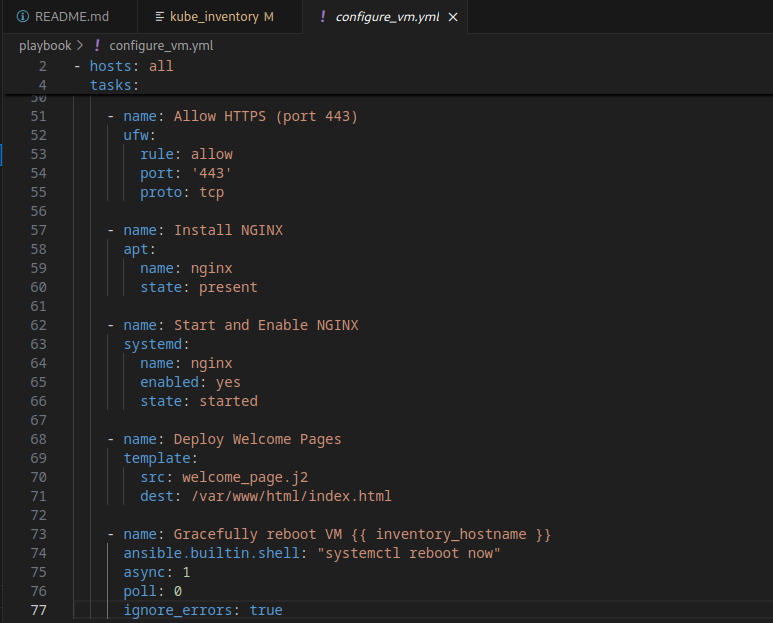 README.md kube_inventory M ! configure_vm.yml
playbook > ! configure_vm.yml
2 - hosts: all
4 tasks:
50
51 - name: Allow HTTPS (port 443)
52 ufw:
53 rule: allow
54 port: '443'
55 proto: tcp
56
57 - name: Install NGINX
58 apt:
59 name: nginx
60 state: present
61
62 - name: Start and Enable NGINX
63 systemd:
64 name: nginx
65 enabled: yes
66 state: started
67
68 - name: Deploy Welcome Pages
69 template:
70 src: welcome_page.j2
71 dest: /var/www/html/index.html
72
73 - name: Gracefully reboot VM {{ inventory_hostname }}
74 ansible.builtin.shell: "systemctl reboot now"
75 async: 1
76 poll: 0
77 ignore_errors: true